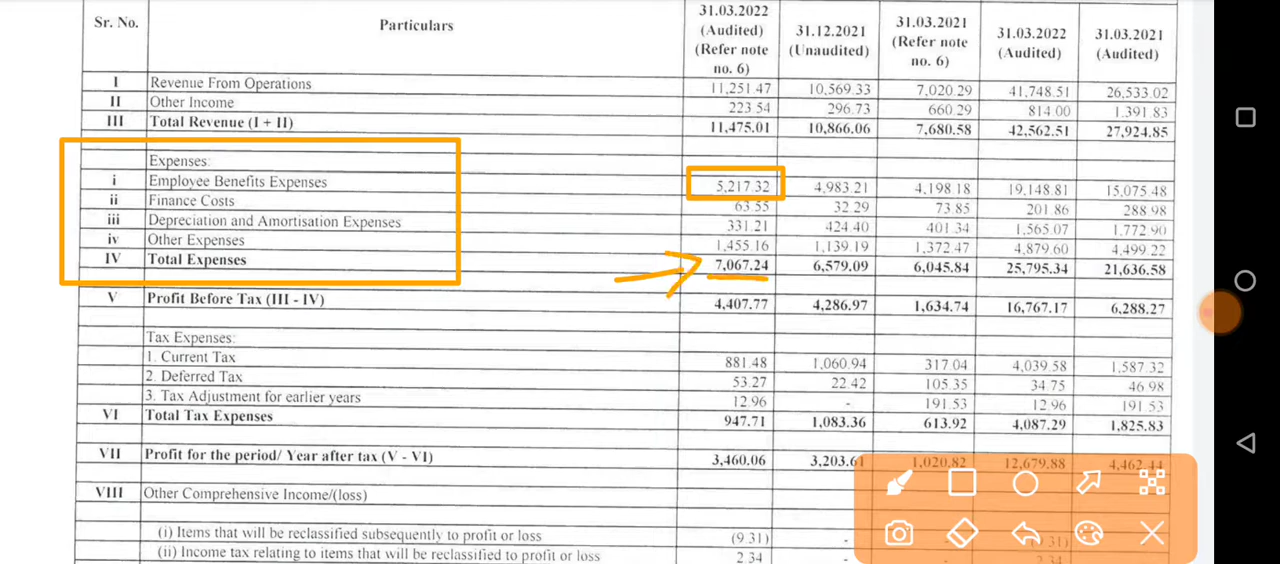 Sr. No. Particulars 31.03.2022 (Audited) (Refer note no. 6) 31.12.2021 (Unaudited) 31.03.2021 (Refer note no. 6) 31.03.2022 (Audited) 31.03.2021 (Audited)
I Revenue From Operations 11,251.47 10,569.33 7,020.29 41,748.51 26,533.02
II Other Income 223.54 296.73 660.29 814.00 1,391.83
III Total Revenue (I + II) 11,475.01 10,866.06 7,680.58 42,562.51 27,924.85
Expenses:
i Employee Benefits Expenses 5,217.32 4,983.21 4,198.18 19,148.81 15,075.48
ii Finance Costs 63.55 32.29 73.85 201.86 288.98
iii Depreciation and Amortisation Expenses 331.21 424.40 401.34 1,565.07 1,772.90
iv Other Expenses 1,455.16 1,139.19 1,372.47 4,879.60 4,499.22
IV Total Expenses 7,067.24 6,579.09 6,045.84 25,795.34 21,636.58
V Profit Before Tax (III - IV) 4,407.77 4,286.97 1,634.74 16,767.17 6,288.27
Tax Expenses:
1. Current Tax 881.48 1,060.94 317.04 4,039.58 1,587.32
2. Deferred Tax 53.27 22.42 105.35 34.75 46.98
3. Tax Adjustment for earlier years 12.96 - 191.53 12.96 191.53
VI Total Tax Expenses 947.71 1,083.36 613.92 4,087.29 1,825.83
VII Profit for the period/ Year after tax (V - VI) 3,460.06 3,203.61 1,020.82 12,679.88 4,462.44
VIII Other Comprehensive Income/(loss)
(i) Items that will be reclassified subsequently to profit or loss (9.31) -
(ii) Income tax relating to items that will be reclassified to profit or loss 2.34 -